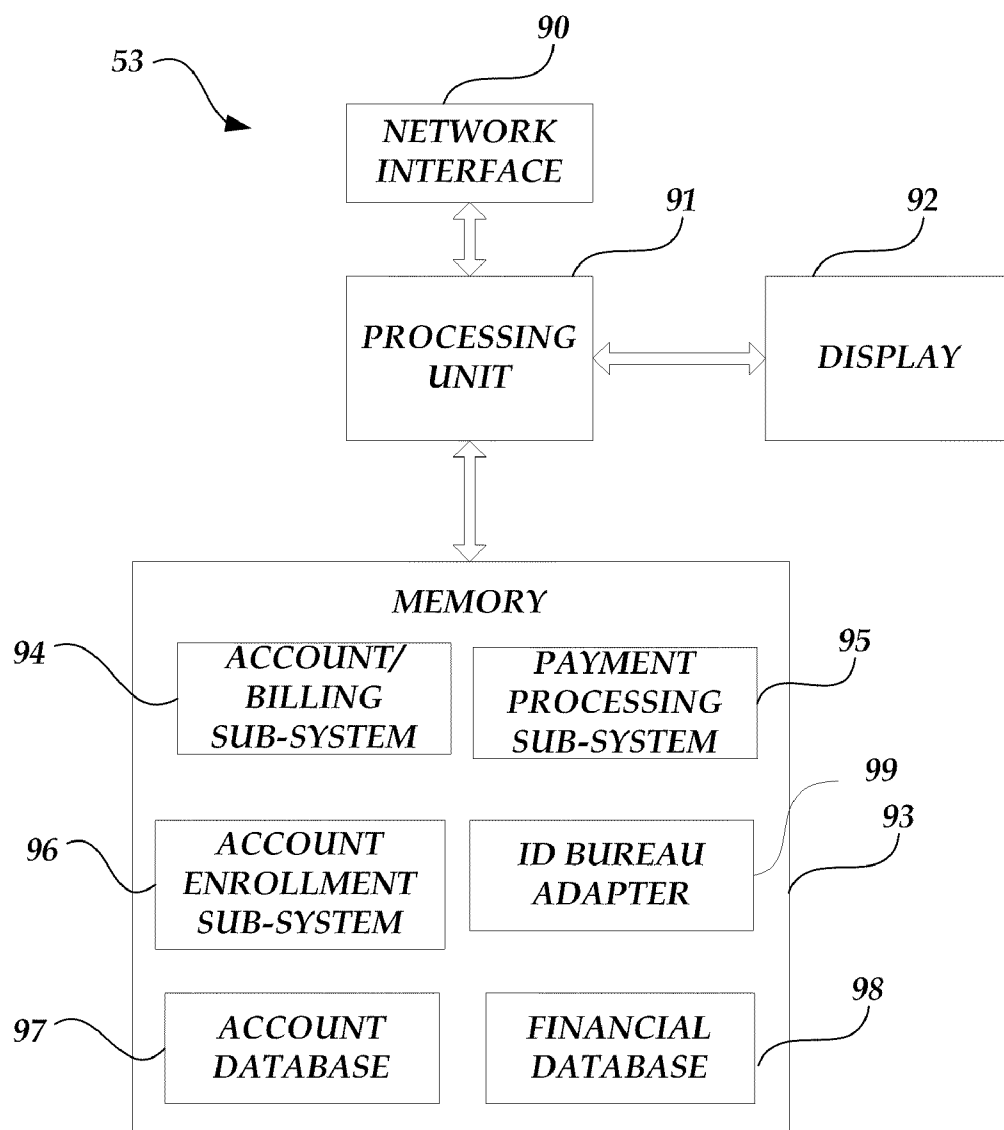 90
53
NETWORK
INTERFACE
91
92
PROCESSING
UNIT
DISPLAY
MEMORY
94
ACCOUNT/
BILLING
SUB-SYSTEM
PAYMENT
PROCESSING
SUB-SYSTEM
95
99
93
96
ACCOUNT
ENROLLMENT
SUB-SYSTEM
ID BUREAU
ADAPTER
97
ACCOUNT
DATABASE
FINANCIAL
DATABASE
98